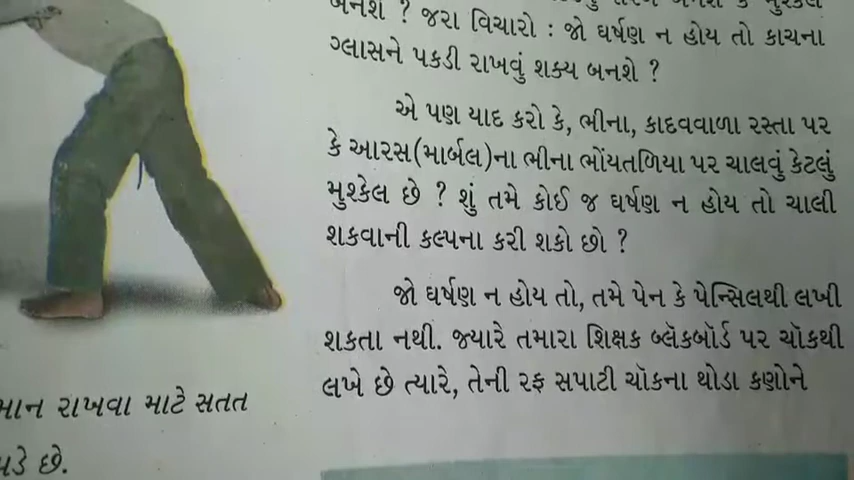 બનશે ? જરા વિચારો : જો ઘર્ષણ ન હોય તો કાચના
ગ્લાસને પકડી રાખવું શક્ય બનશે ?
એ પણ યાદ કરો કે, ભીના, કાદવવાળા રસ્તા પર
કે આરસ(માર્બલ)ના ભીના ભોંયતળિયા પર ચાલવું કેટલું
મુશ્કેલ છે ? શું તમે કોઈ જ ઘર્ષણ ન હોય તો ચાલી
શકવાની કલ્પના કરી શકો છો ?
જો ઘર્ષણ ન હોય તો, તમે પેન કે પેન્સિલથી લખી
શકતા નથી. જ્યારે તમારા શિક્ષક બ્લૅકબૉર્ડ પર ચૉકથી
લખે છે ત્યારે, તેની રફ સપાટી ચૉકના થોડા કણોને
રાખવા માટે સતત
છે.